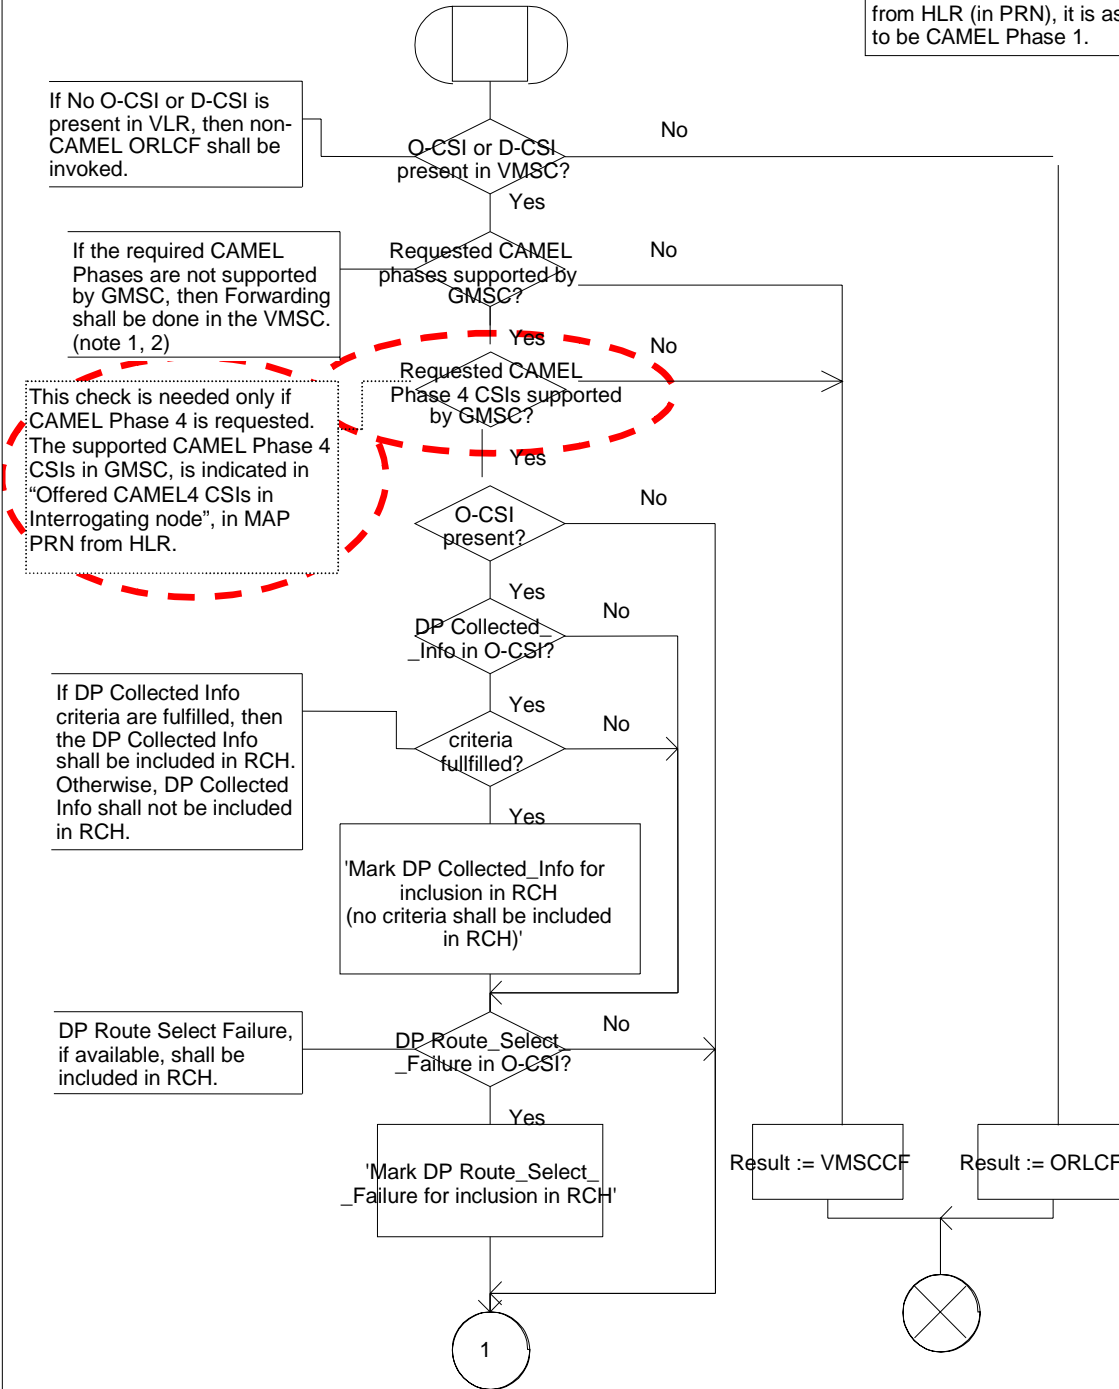 from HLR (in PRN), it is as
to be CAMEL Phase 1.
If No O-CSI or D-CSI is
present in VLR, then non-
CAMEL ORLCF shall be
invoked.
O-CSI or D-CSI
present in VMSC?
No
Yes
If the required CAMEL
Phases are not supported
by GMSC, then Forwarding
shall be done in the VMSC.
(note 1, 2)
Requested CAMEL
phases supported by
GMSC?
No
Yes
Requested CAMEL
Phase 4 CSIs supported
by GMSC?
No
Yes
This check is needed only if
CAMEL Phase 4 is requested.
The supported CAMEL Phase 4
CSIs in GMSC, is indicated in
“Offered CAMEL4 CSIs in
Interrogating node”, in MAP
PRN from HLR.
O-CSI
present?
No
Yes
DP Collected_
_Info in O-CSI?
No
Yes
If DP Collected Info
criteria are fulfilled, then
the DP Collected Info
shall be included in RCH.
Otherwise, DP Collected
Info shall not be included
in RCH.
criteria
fullfilled?
No
Yes
'Mark DP Collected_Info for
inclusion in RCH
(no criteria shall be included
in RCH)'
DP Route Select Failure,
if available, shall be
included in RCH.
DP Route_Select_
_Failure in O-CSI?
No
Yes
'Mark DP Route_Select_
_Failure for inclusion in RCH'
Result := VMSCCF
Result := ORLCF
1